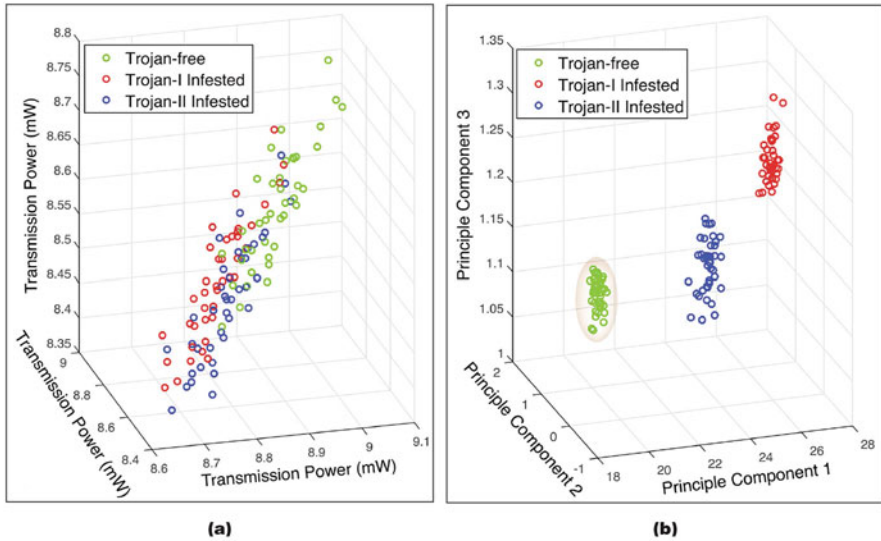 8.8
8.75
8.7
8.65
8.6
8.55
8.5
8.45
8.4
8.35
Transmission Power (mW)
Trojan-free
Trojan-I Infested
Trojan-II Infested
9
8.8
8.6
8.4
Transmission Power (mW)
8.6
8.7
8.8
8.9
9
9.1
Transmission Power (mW)
(a)
1.35
1.3
1.25
1.2
1.15
1.1
1.05
1
Principle Component 3
Trojan-free
Trojan-I Infested
Trojan-II Infested
2
1
0
-1
Principle Component 2
18
20
22
24
26
28
Principle Component 1
(b)